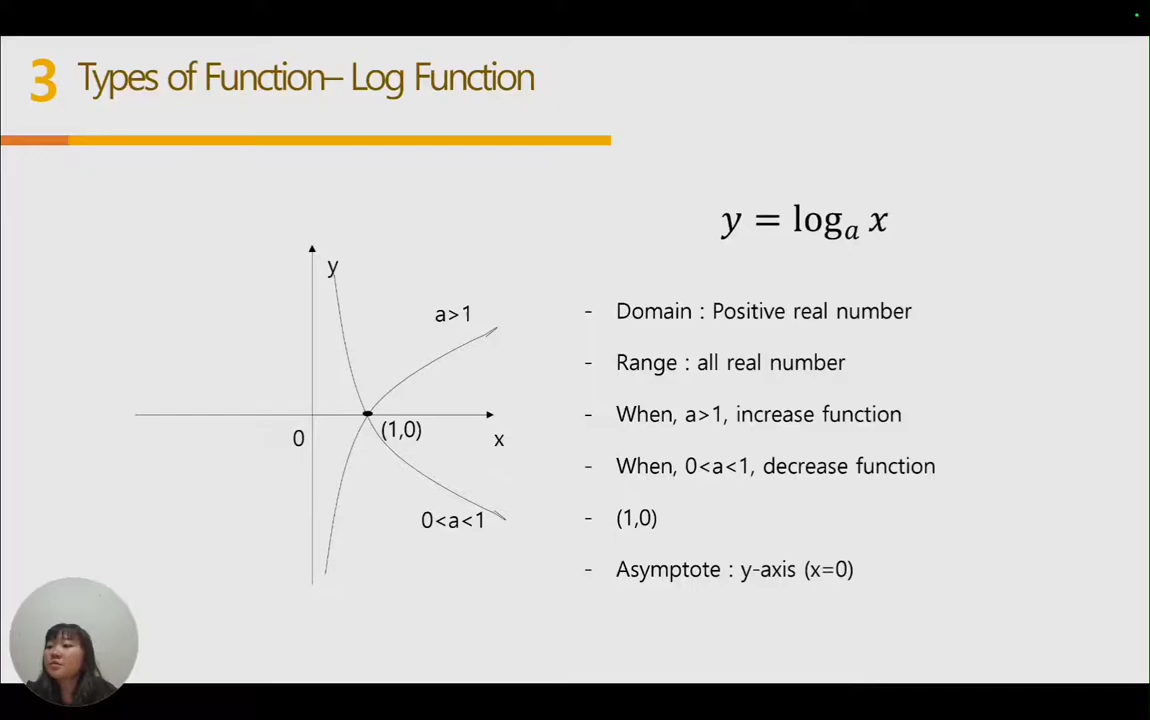 3 Types of Function– Log Function
y = logₐ x
y
a>1
- Domain : Positive real number
- Range : all real number
- When, a>1, increase function
(1,0)
0
x
- When, 0<a<1, decrease function
0<a<1
- (1,0)
- Asymptote : y-axis (x=0)